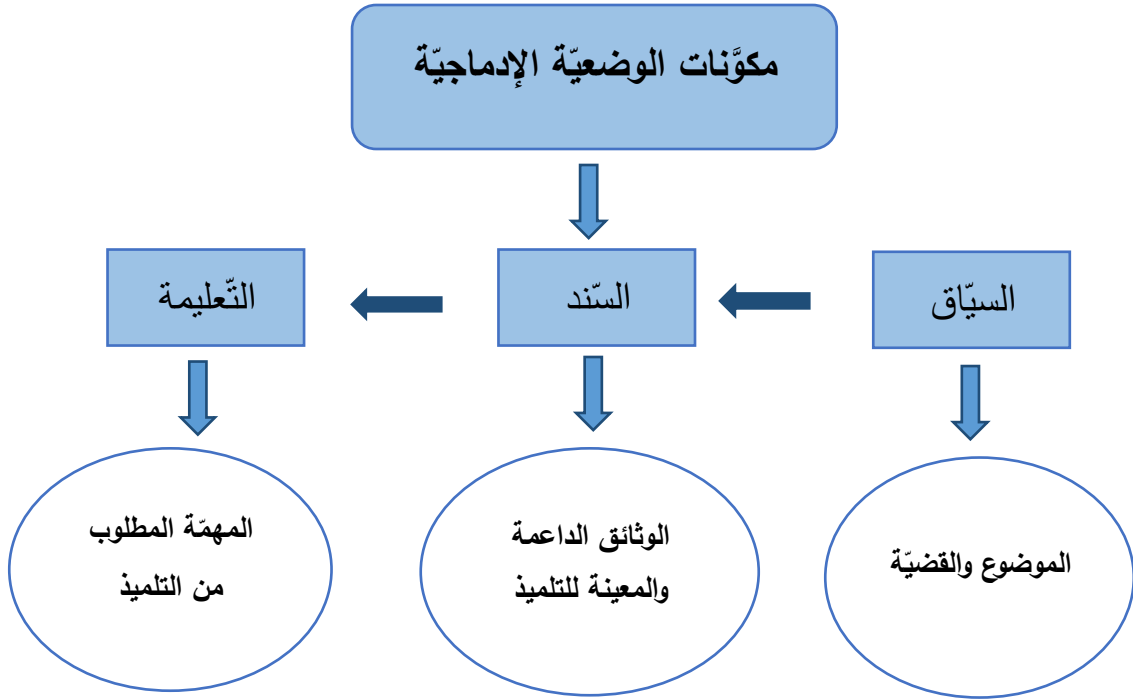 مكوَّنات الوضعيّة الإدماجيّة
السيّاق
السّند
التّعليمة
الموضوع والقضيّة
الوثائق الداعمة
والمعينة للتلميذ
المهمّة المطلوب
من التلميذ